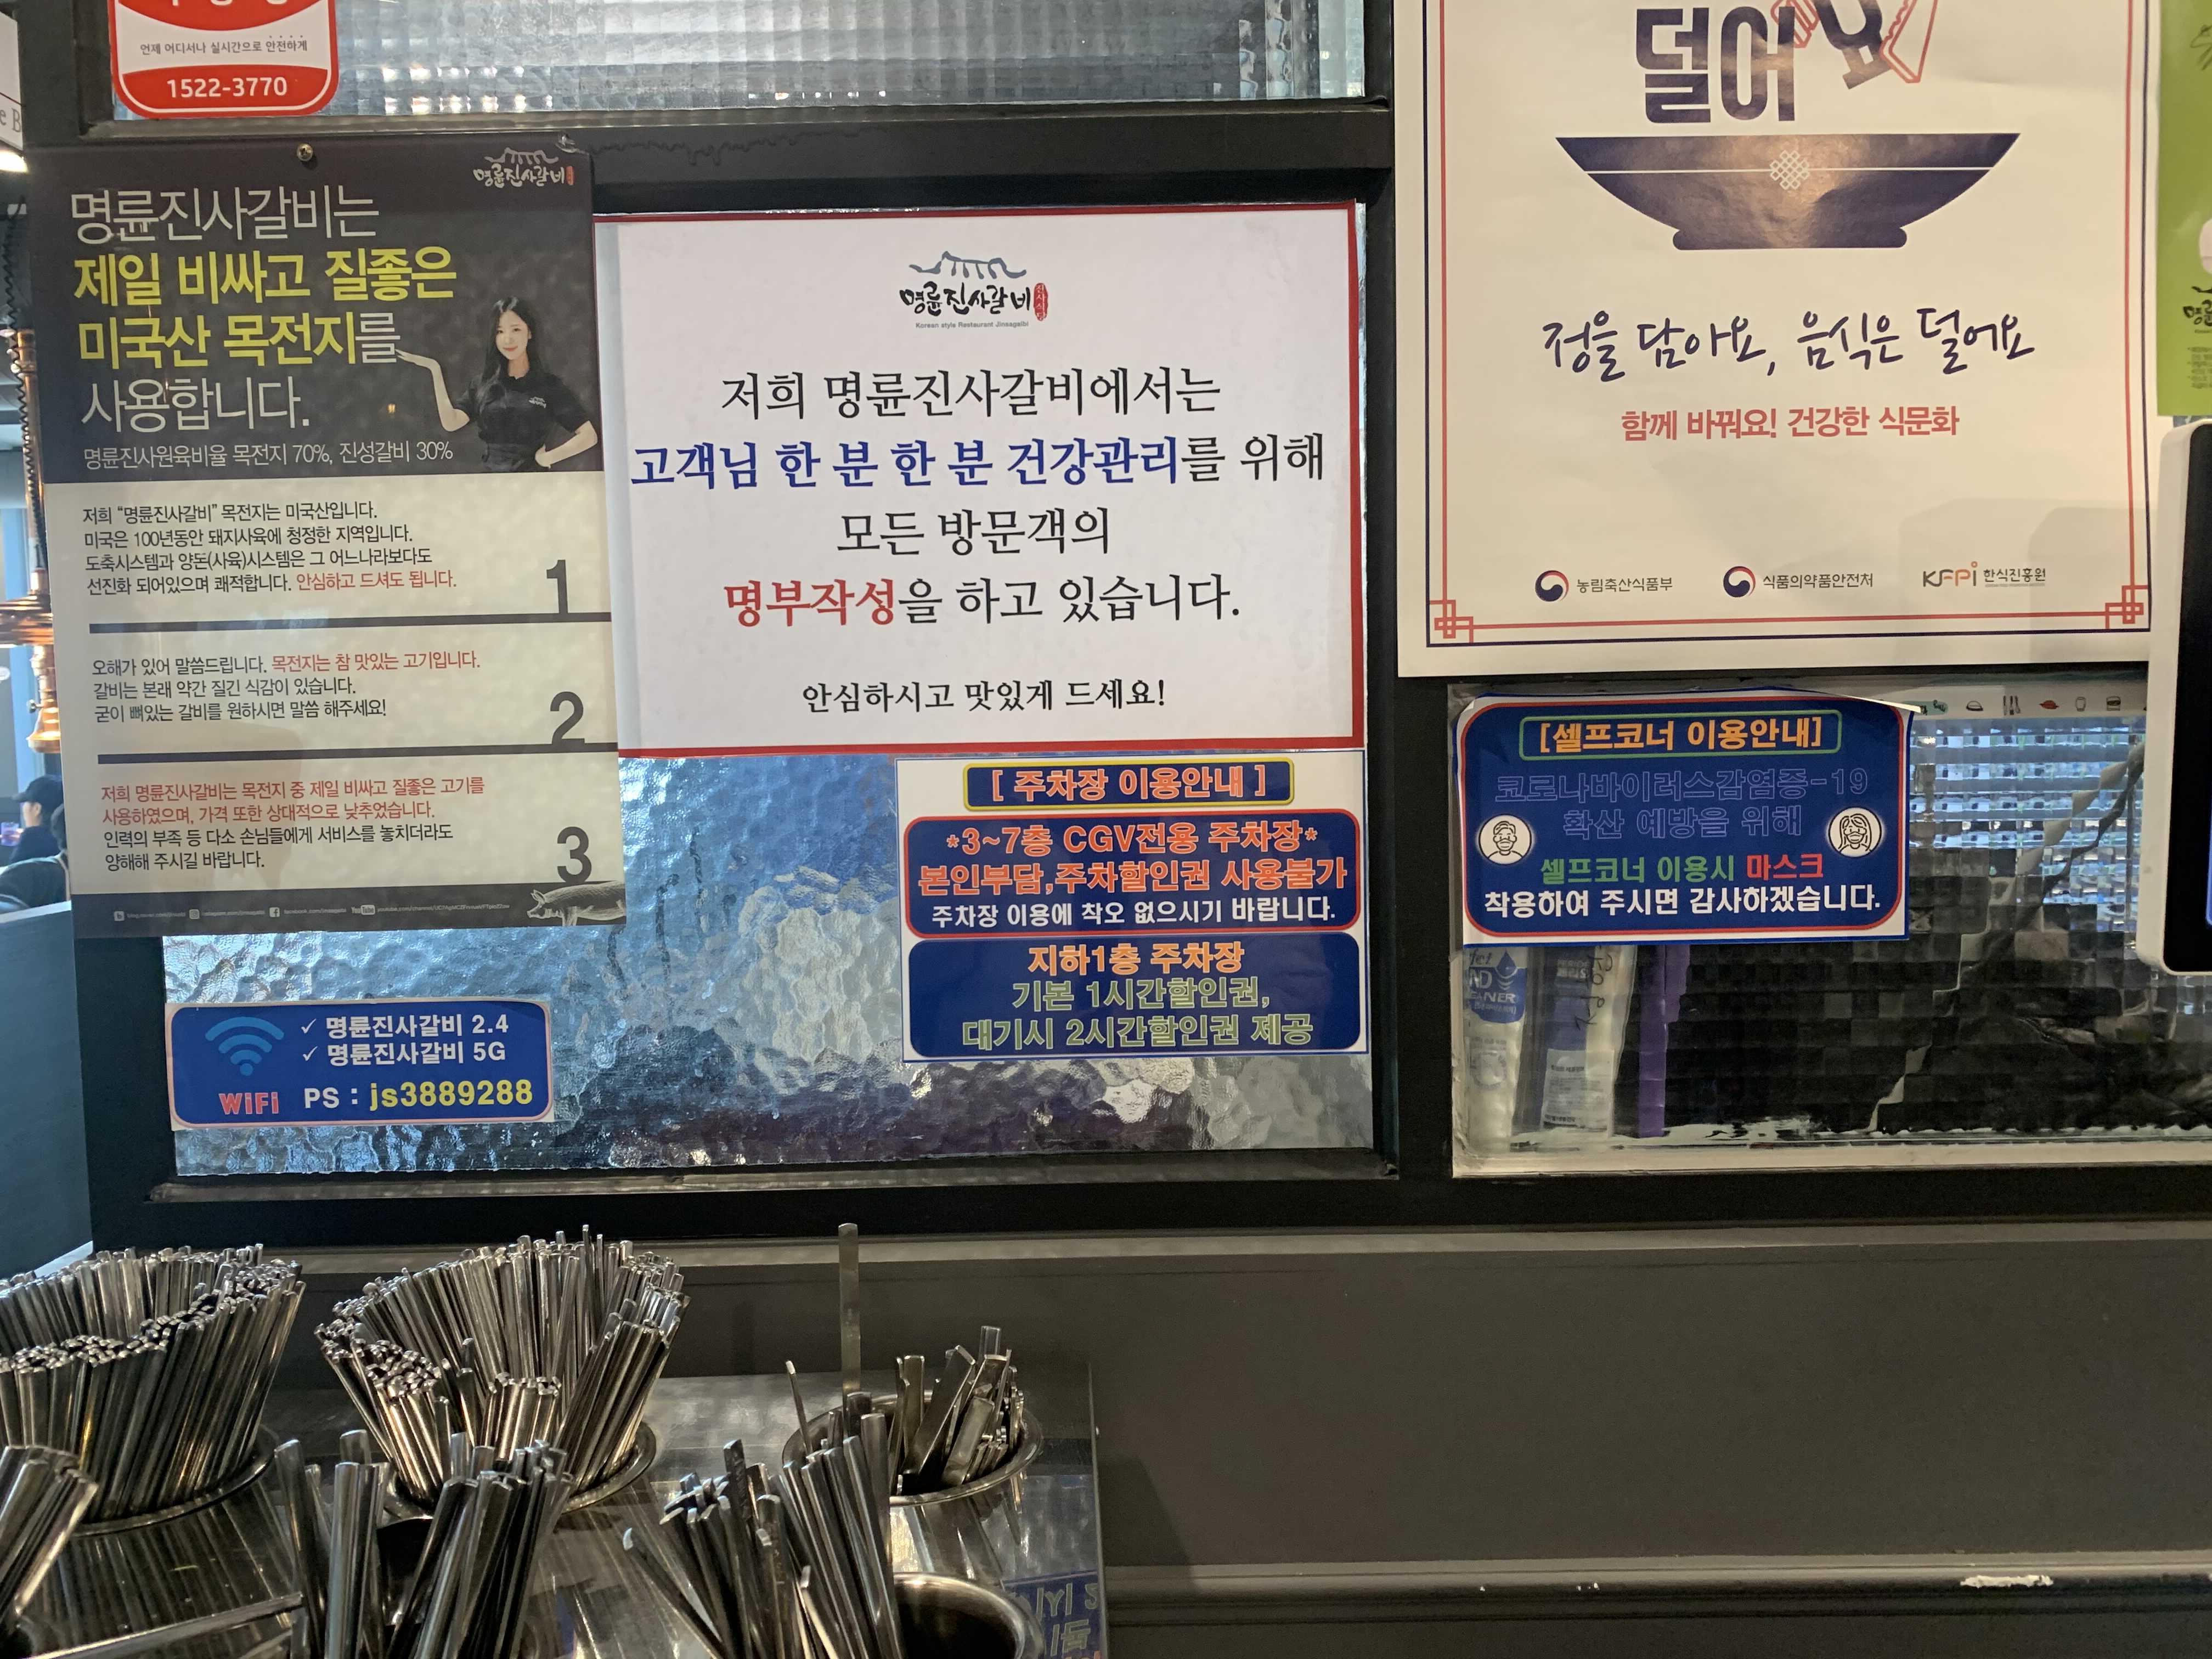 언제 어디서나 실시간으로 안전하게
1522-3770
명륜진사갈비
명륜진사갈비는
제일 비싸고 질좋은
미국산 목전지를
사용합니다.
명륜진사원육비율 목전지 70%, 진성갈비 30%
저희 "명륜진사갈비" 목전지는 미국산입니다.
미국은 100년동안 돼지사육에 청정한 지역입니다.
도축시스템과 양돈(사육)시스템은 그 어느나라보다도
선진화 되어있으며 쾌적합니다. 안심하고 드셔도 됩니다.
1
오해가 있어 말씀드립니다. 목전지는 참 맛있는 고기입니다.
갈비는 본래 약간 질긴 식감이 있습니다.
굳이 뼈있는 갈비를 원하시면 말씀 해주세요!
2
저희 명륜진사갈비는 목전지 중 제일 비싸고 질좋은 고기를
사용하였으며, 가격 또한 상대적으로 낮추었습니다.
인력의 부족 등 다소 손님들에게 서비스를 놓치더라도
양해해 주시길 바랍니다.
3
명륜진사갈비
Korean style Restaurant Jinsagalbi
저희 명륜진사갈비에서는
고객님 한 분 한 분 건강관리를 위해
모든 방문객의
명부작성을 하고 있습니다.
안심하시고 맛있게 드세요!
[ 주차장 이용안내 ]
*3~7층 CGV전용 주차장*
본인부담,주차할인권 사용불가
주차장 이용에 착오 없으시기 바랍니다.
지하1층 주차장
기본 1시간할인권,
대기시 2시간할인권 제공
✓ 명륜진사갈비 2.4
✓ 명륜진사갈비 5G
WiFi PS : js3889288
덜어요
정을 담아요, 음식은 덜어요
함께 바꿔요! 건강한 식문화
농림축산식품부 식품의약품안전처 KFPI 한식진흥원
[셀프코너 이용안내]
코로나바이러스감염증-19
확산 예방을 위해
셀프코너 이용시 마스크
착용하여 주시면 감사하겠습니다.